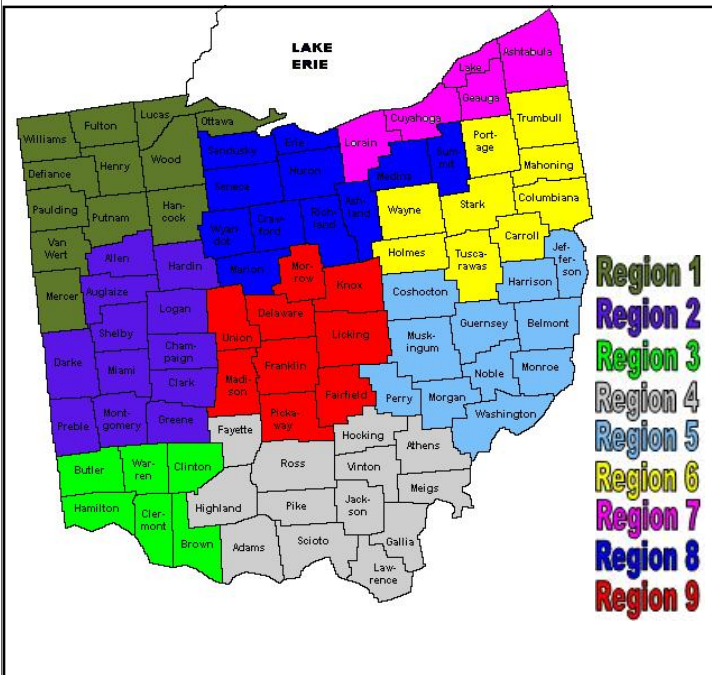 LAKE
ERIE
Ashtabula
Lake
Geauga
Cuyahoga
Lorain
Lucas
Ottawa
Fulton
Williams
Trumbull
Sandusky
Erie
Port-
age
Sum-
mit
Wood
Henry
Defiance
Huron
Medina
Mahoning
Seneca
Paulding
Han-
cock
Putnam
Ash-
land
Rich-
land
Wayne
Stark
Columbiana
Craw-
ford
Wyan-
dot
Van
Wert
Allen
Carroll
Jef-
fer-
son
Holmes
Tusca-
rawas
Hardin
Marion
Mor-
row
Mercer
Auglaize
Knox
Coshocton
Harrison
Logan
Delaware
Shelby
Union
Licking
Guernsey
Belmont
Mus-
kingum
Darke
Cham-
paign
Miami
Franklin
Clark
Madi-
son
Noble
Monroe
Fairfield
Perry
Morgan
Preble
Mont-
gomery
Greene
Picka-
way
Washington
Fayette
Hocking
Athens
Butler
War-
ren
Clinton
Ross
Vinton
Meigs
Hamilton
Cler-
mont
Highland
Pike
Jack-
son
Brown
Adams
Scioto
Gallia
Law-
rence
Region 1
Region 2
Region 3
Region 4
Region 5
Region 6
Region 7
Region 8
Region 9